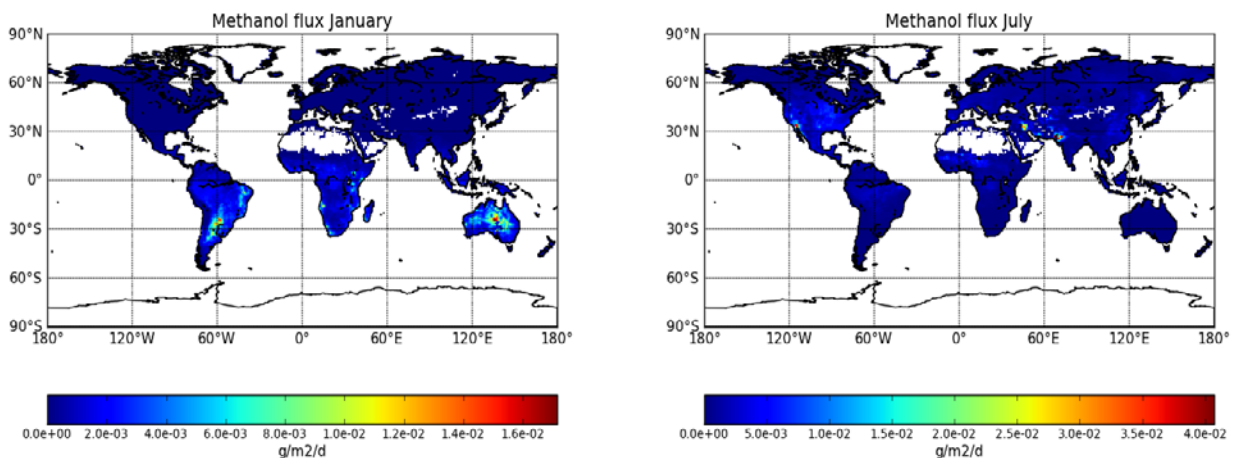 Methanol flux January
90°N
60°N
30°N
0°
30°S
60°S
90°S
180° 120°W 60°W 0° 60°E 120°E 180°
0.0e+00 2.0e-03 4.0e-03 6.0e-03 8.0e-03 1.0e-02 1.2e-02 1.4e-02 1.6e-02
g/m2/d
Methanol flux July
90°N
60°N
30°N
0°
30°S
60°S
90°S
180° 120°W 60°W 0° 60°E 120°E 180°
0.0e+00 5.0e-03 1.0e-02 1.5e-02 2.0e-02 2.5e-02 3.0e-02 3.5e-02 4.0e-02
g/m2/d